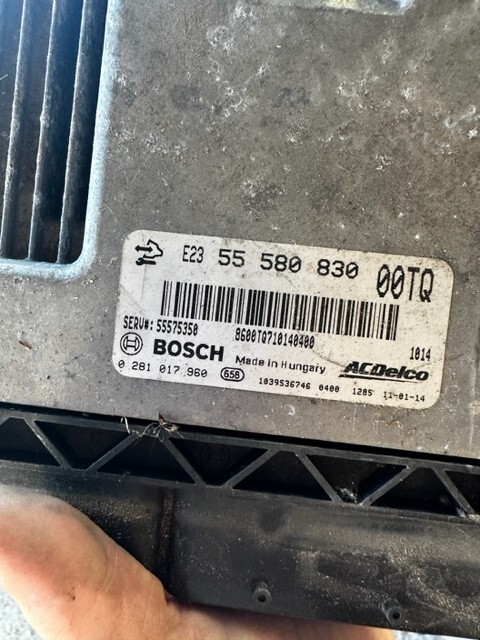 E23 55 580 830 00TQ
SERV#: 55575350 8600TQ710140400 1014
BOSCH Made in Hungary ACDelco
0 281 017 960 658 1039S36746 0400 1285 11-01-14